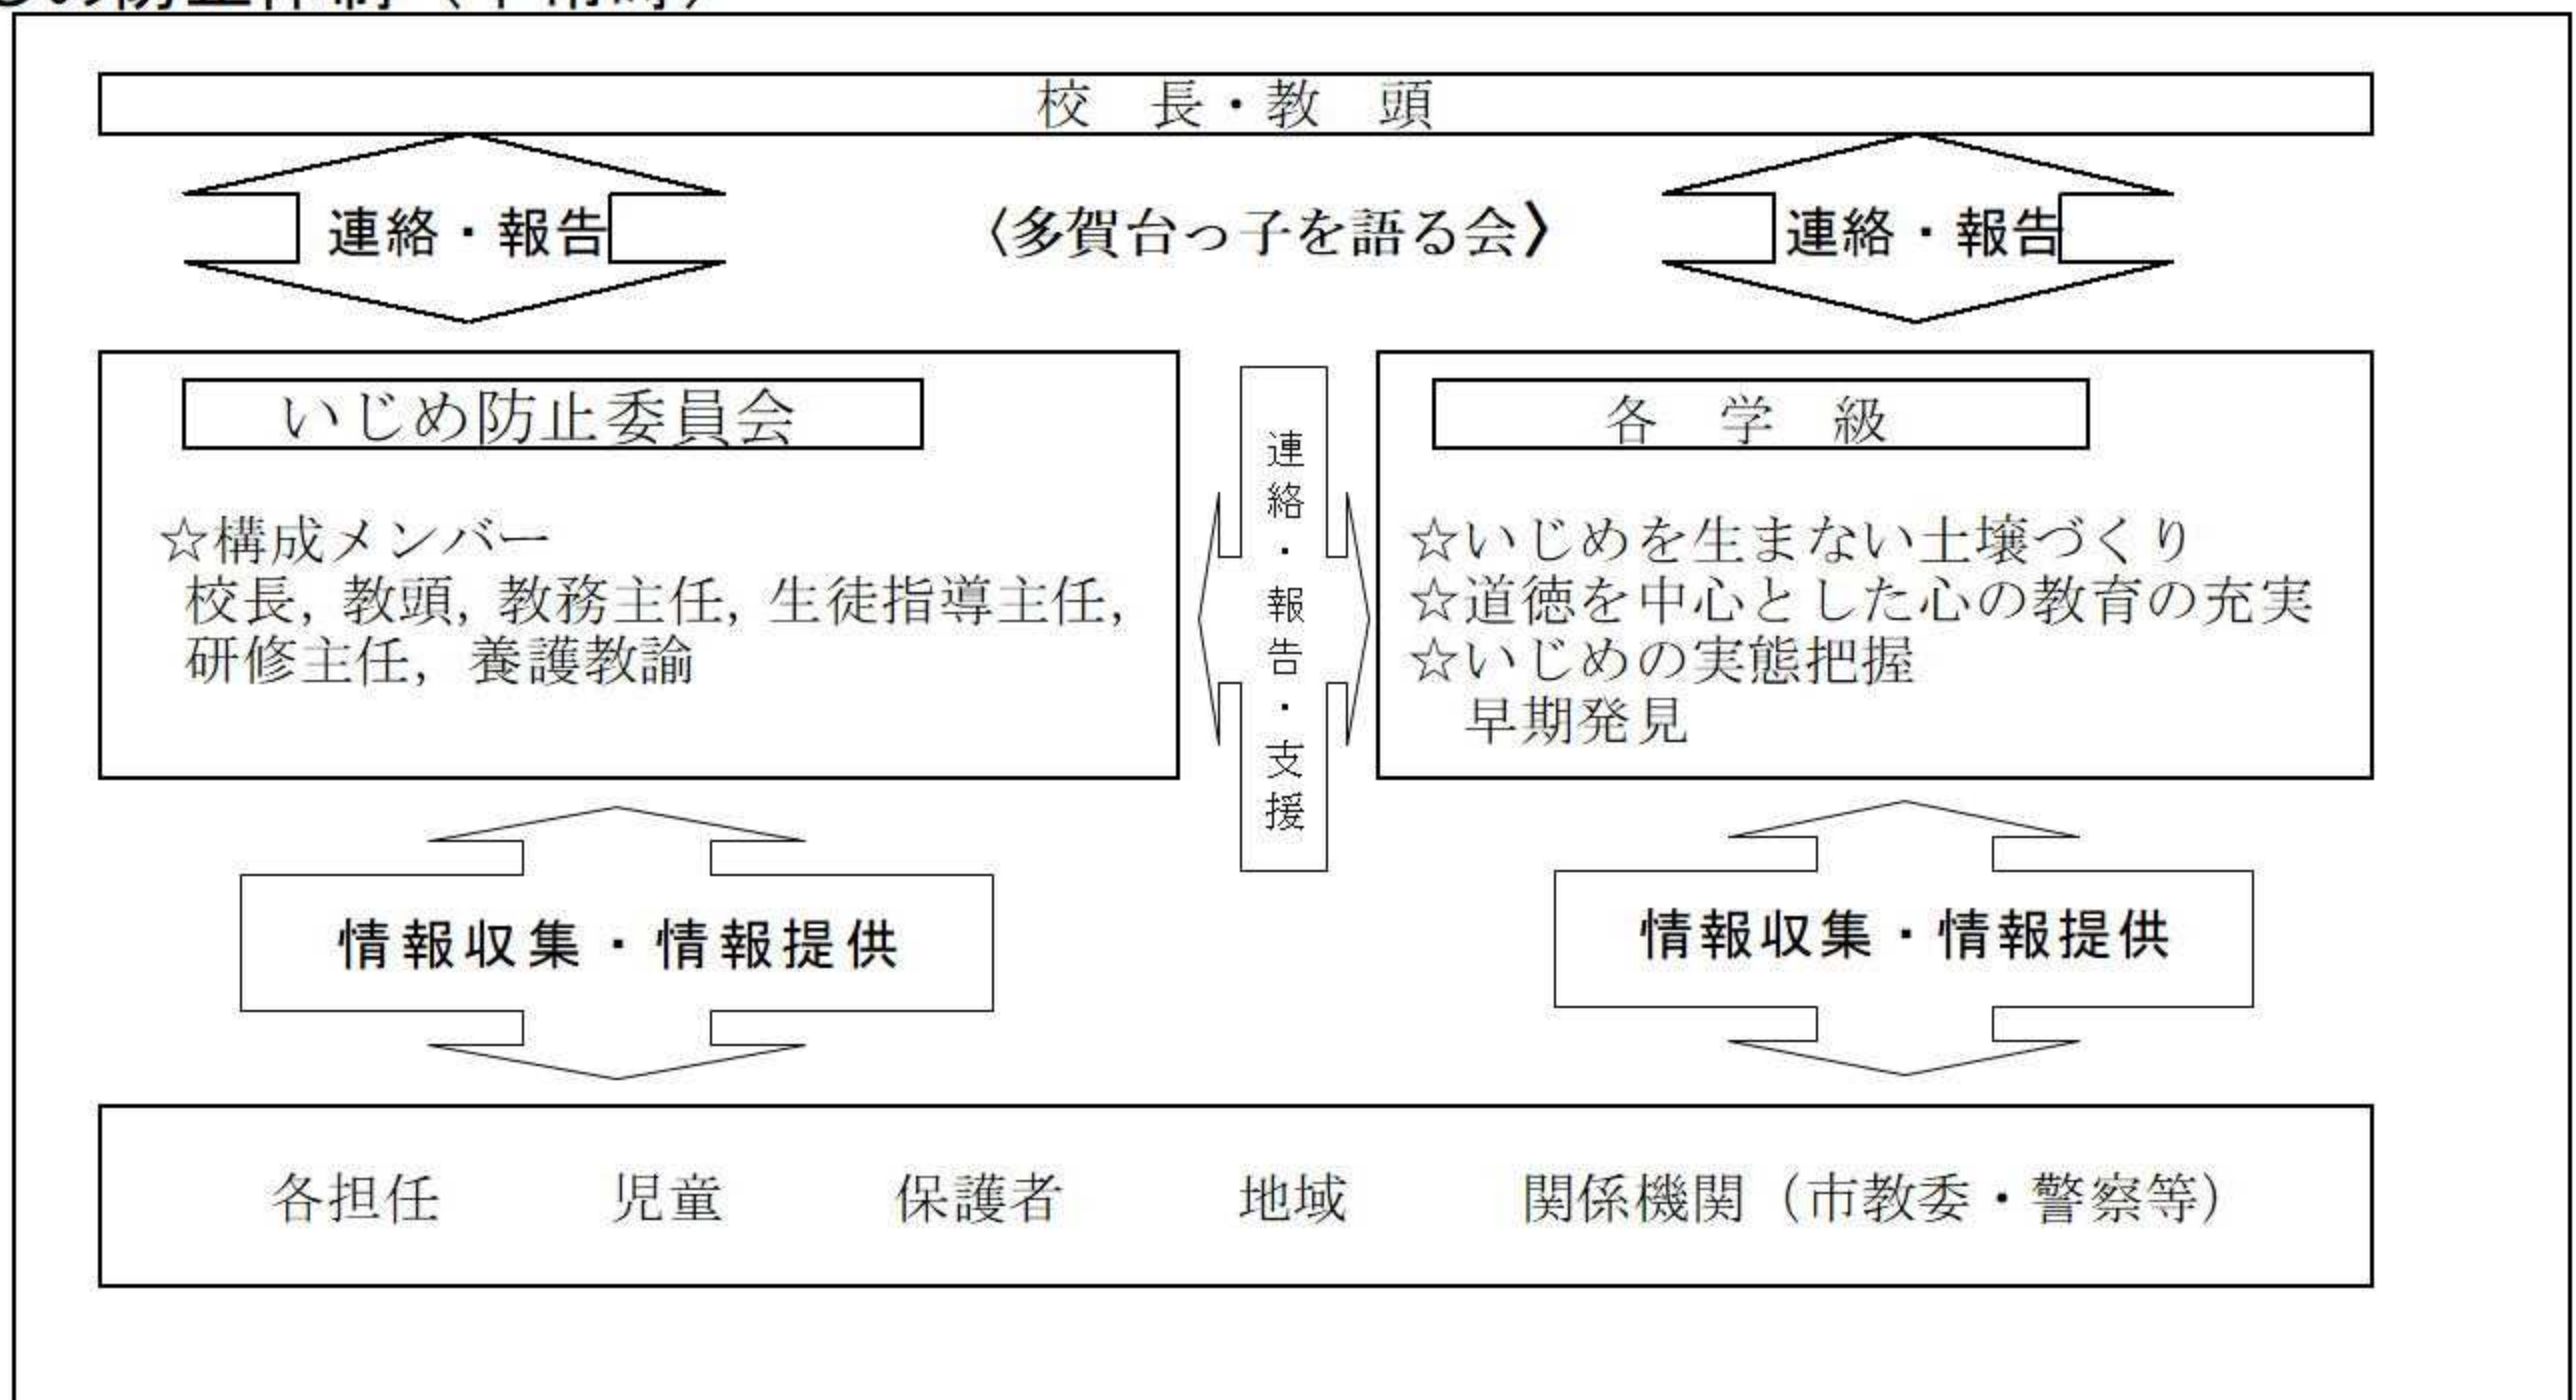 校　長・教　頭
連絡・報告
〈多賀台っ子を語る会〉
連絡・報告
いじめ防止委員会
☆構成メンバー
校長, 教頭, 教務主任, 生徒指導主任,
研修主任, 養護教諭
連絡・報告・支援
各　学　級
☆いじめを生まない土壌づくり
☆道徳を中心とした心の教育の充実
☆いじめの実態把握
早期発見
情報収集・情報提供
情報収集・情報提供
各担任　児童　保護者　地域　関係機関（市教委・警察等）